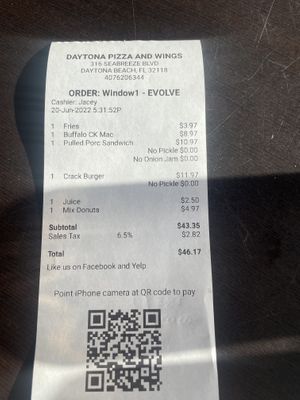 DAYTONA PIZZA AND WINGS
316 SEABREEZE BLVD
DAYTONA BEACH, FL 32118
4076206344
ORDER: Window1 - EVOLVE
Cashier: Jacey
20-Jun-2022 5:31:52P
1 Fries $3.97
1 Buffalo CK Mac $8.97
1 Pulled Porc Sandwich $10.97
No Pickle $0.00
No Onion Jam $0.00
1 Crack Burger $11.97
No Pickle $0.00
1 Juice $2.50
1 Mix Donuts $4.97
Subtotal $43.35
Sales Tax 6.5% $2.82
Total $46.17
Like us on Facebook and Yelp
Point iPhone camera at QR code to pay